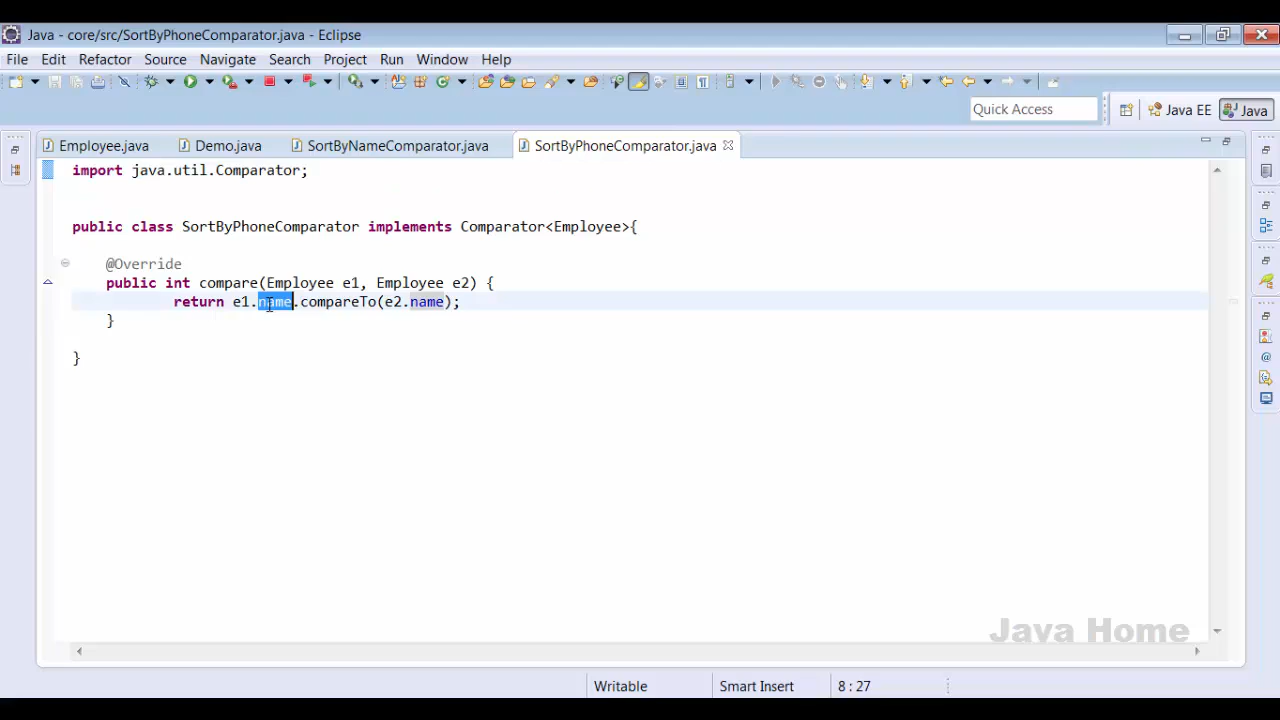 Java - core/src/SortByPhoneComparator.java - Eclipse
File Edit Refactor Source Navigate Search Project Run Window Help
Quick Access Java EE Java
Employee.java Demo.java SortByNameComparator.java SortByPhoneComparator.java
import java.util.Comparator;
public class SortByPhoneComparator implements Comparator<Employee>{
@Override
public int compare(Employee e1, Employee e2) {
return e1.name.compareTo(e2.name);
}
}
Java Home
Writable Smart Insert 8 : 27